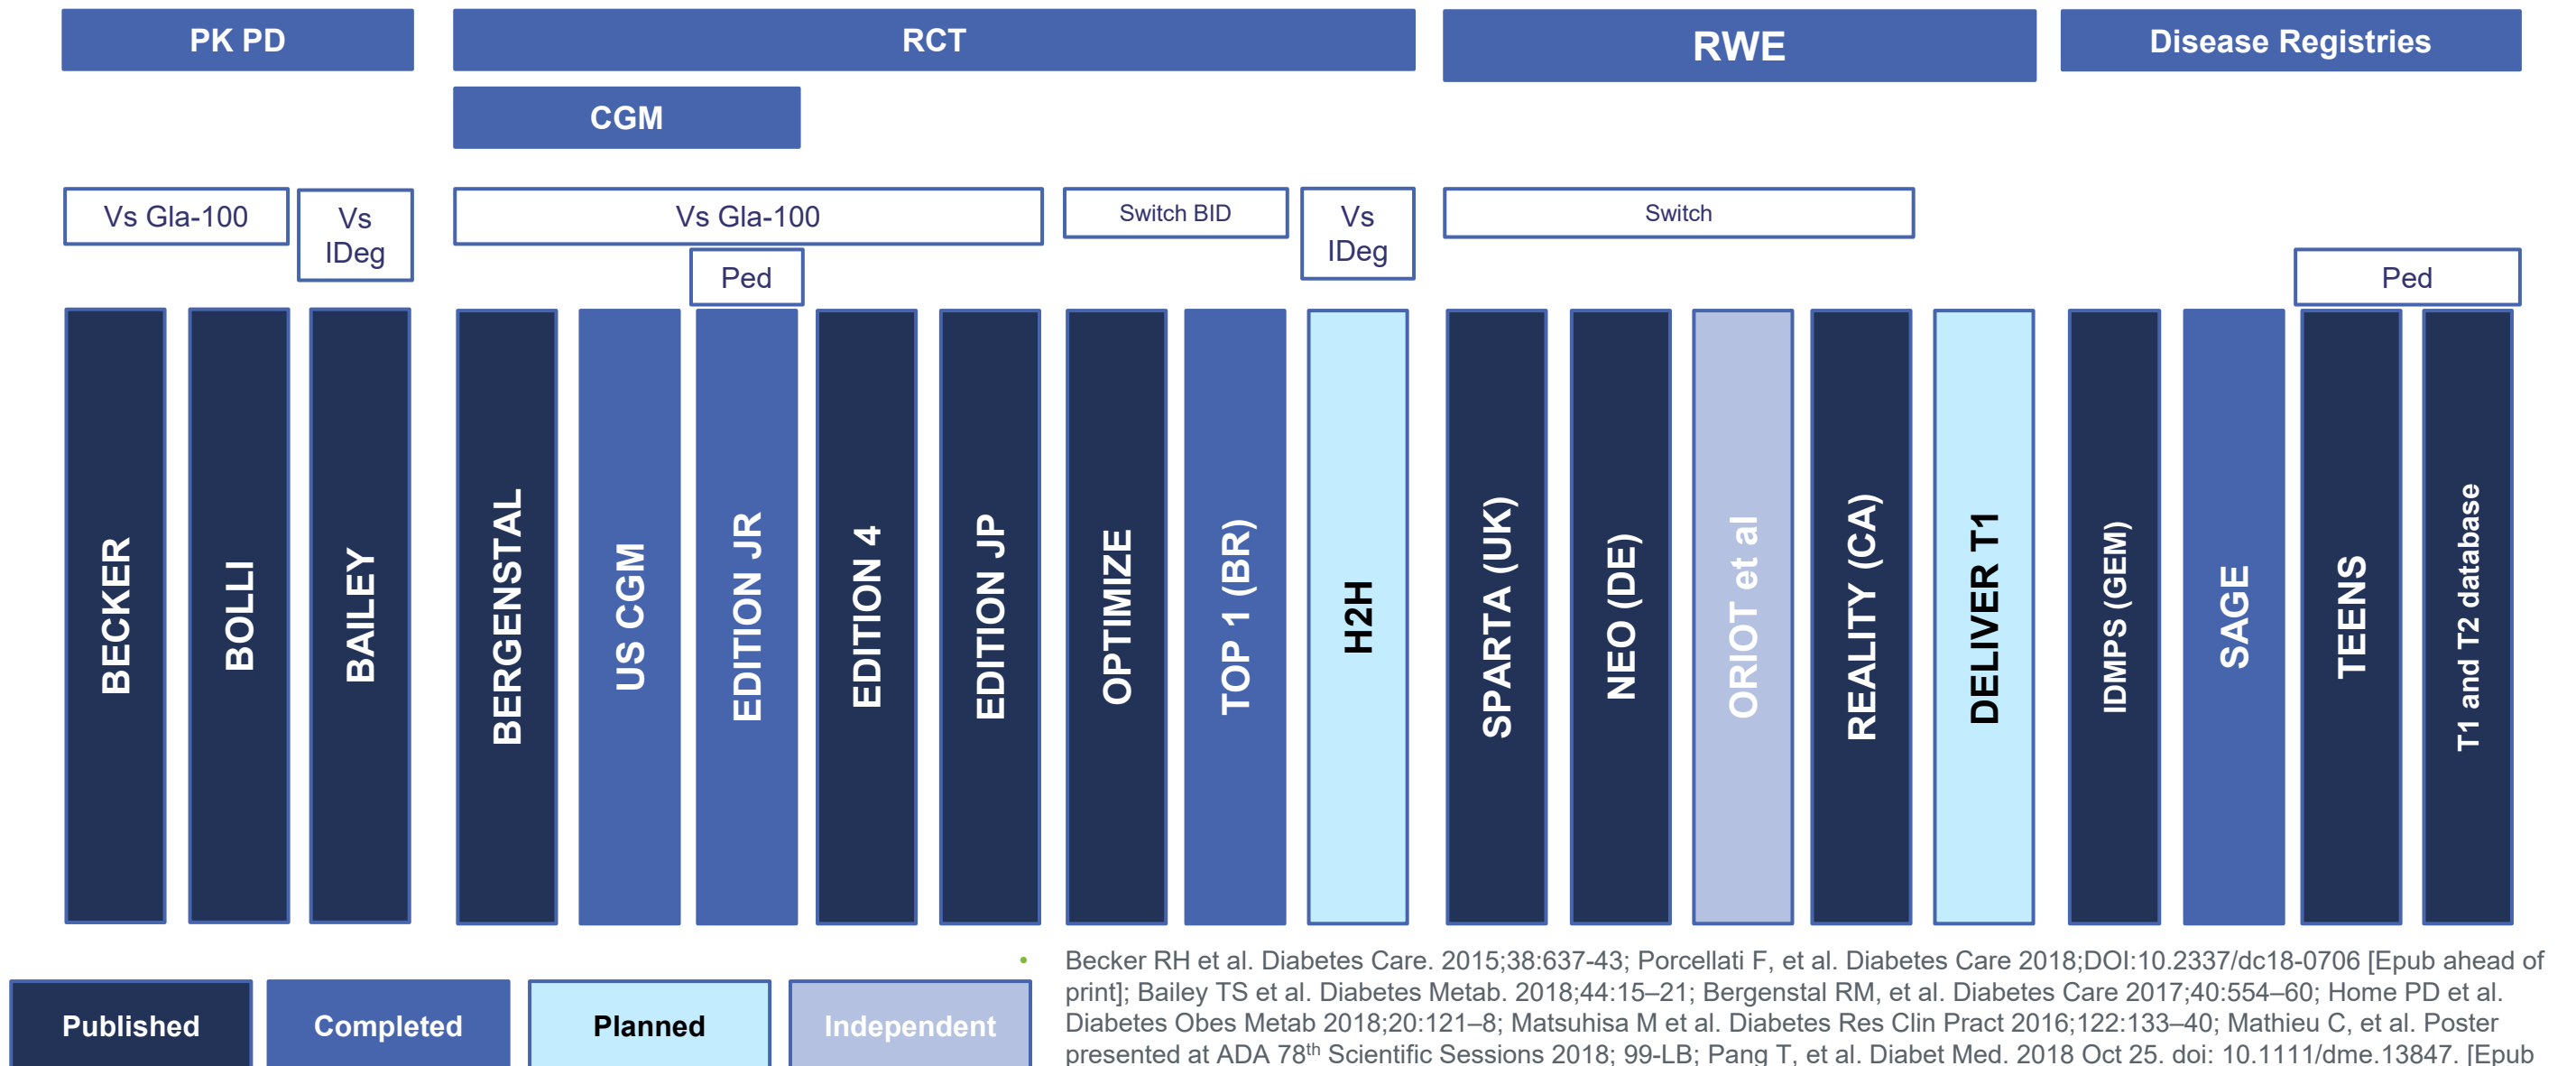 PK PD
RCT
RWE
Disease Registries
CGM
Vs Gla-100
Vs
IDeg
Vs Gla-100
Switch BID
Vs
IDeg
Switch
Ped
Ped
BECKER
BOLLI
BAILEY
BERGENSTAL
US CGM
EDITION JR
EDITION 4
EDITION JP
OPTIMIZE
TOP 1 (BR)
H2H
SPARTA (UK)
NEO (DE)
ORIOT et al
REALITY (CA)
DELIVER T1
IDMPS (GEM)
SAGE
TEENS
T1 and T2 database
Published
Completed
Planned
Independent
• Becker RH et al. Diabetes Care. 2015;38:637-43; Porcellati F, et al. Diabetes Care 2018;DOI:10.2337/dc18-0706 [Epub ahead of
print]; Bailey TS et al. Diabetes Metab. 2018;44:15–21; Bergenstal RM, et al. Diabetes Care 2017;40:554–60; Home PD et al.
Diabetes Obes Metab 2018;20:121–8; Matsuhisa M et al. Diabetes Res Clin Pract 2016;122:133–40; Mathieu C, et al. Poster
presented at ADA 78th Scientific Sessions 2018; 99-LB; Pang T, et al. Diabet Med. 2018 Oct 25. doi: 10.1111/dme.13847. [Epub